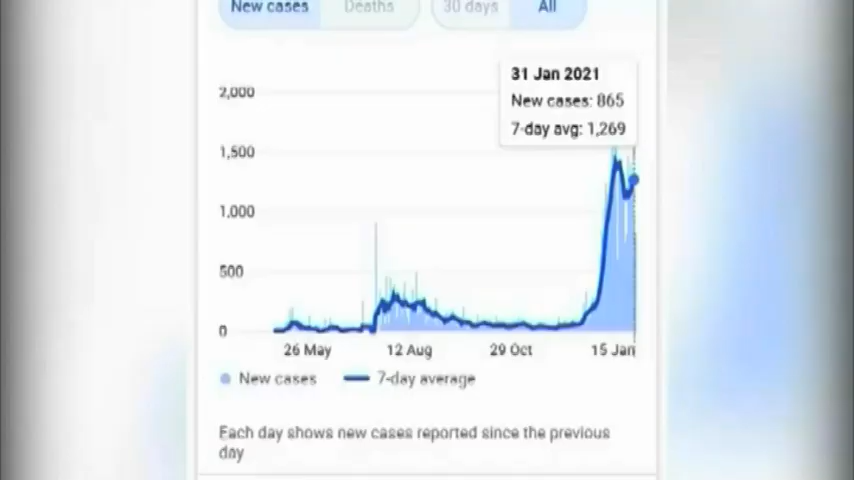 New cases Deaths 30 days All
31 Jan 2021
New cases: 865
7-day avg: 1,269
2,000
1,500
1,000
500
0
26 May 12 Aug 29 Oct 15 Jan
New cases 7-day average
Each day shows new cases reported since the previous
day